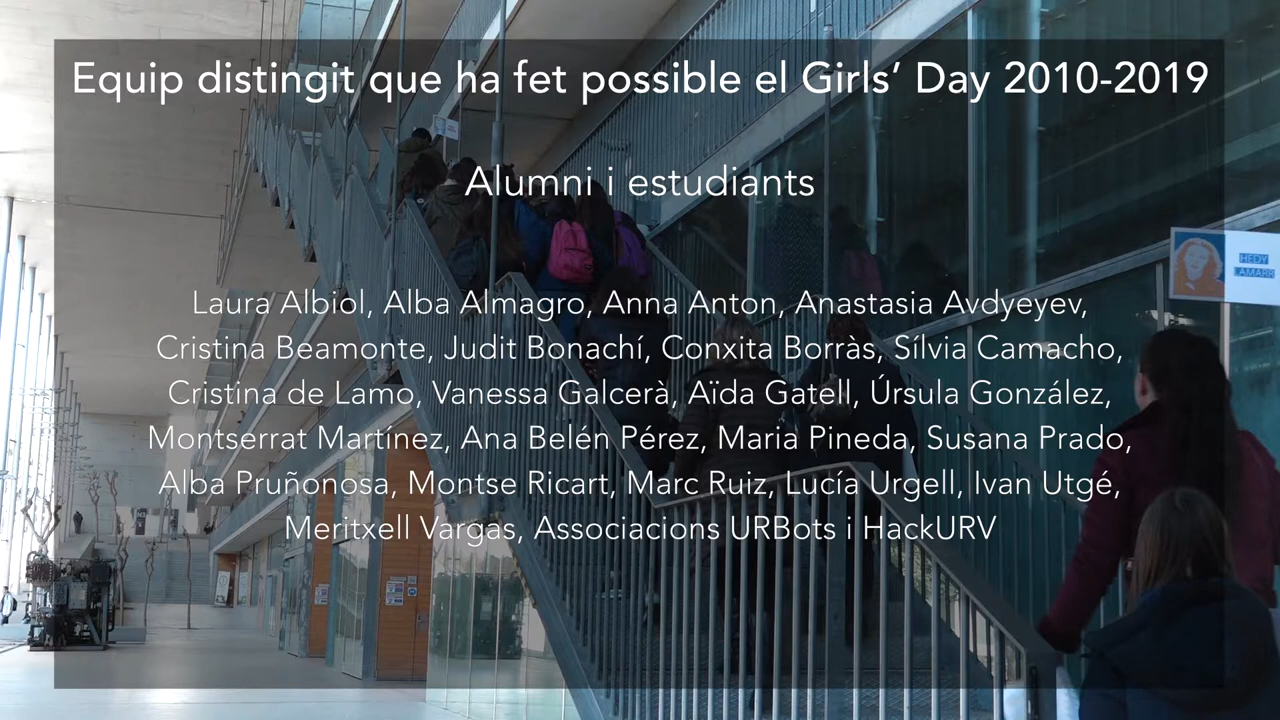 Equip distingit que ha fet possible el Girls’ Day 2010-2019
Alumni i estudiants
HEDY
LAMARR
Laura Albiol, Alba Almagro, Anna Anton, Anastasia Avdyeyev,
Cristina Beamonte, Judit Bonachí, Conxita Borràs, Sílvia Camacho,
Cristina de Lamo, Vanessa Galcerà, Aïda Gatell, Úrsula González,
Montserrat Martínez, Ana Belén Pérez, Maria Pineda, Susana Prado,
Alba Pruñonosa, Montse Ricart, Marc Ruiz, Lucía Urgell, Ivan Utgé,
Meritxell Vargas, Associacions URBots i HackURV